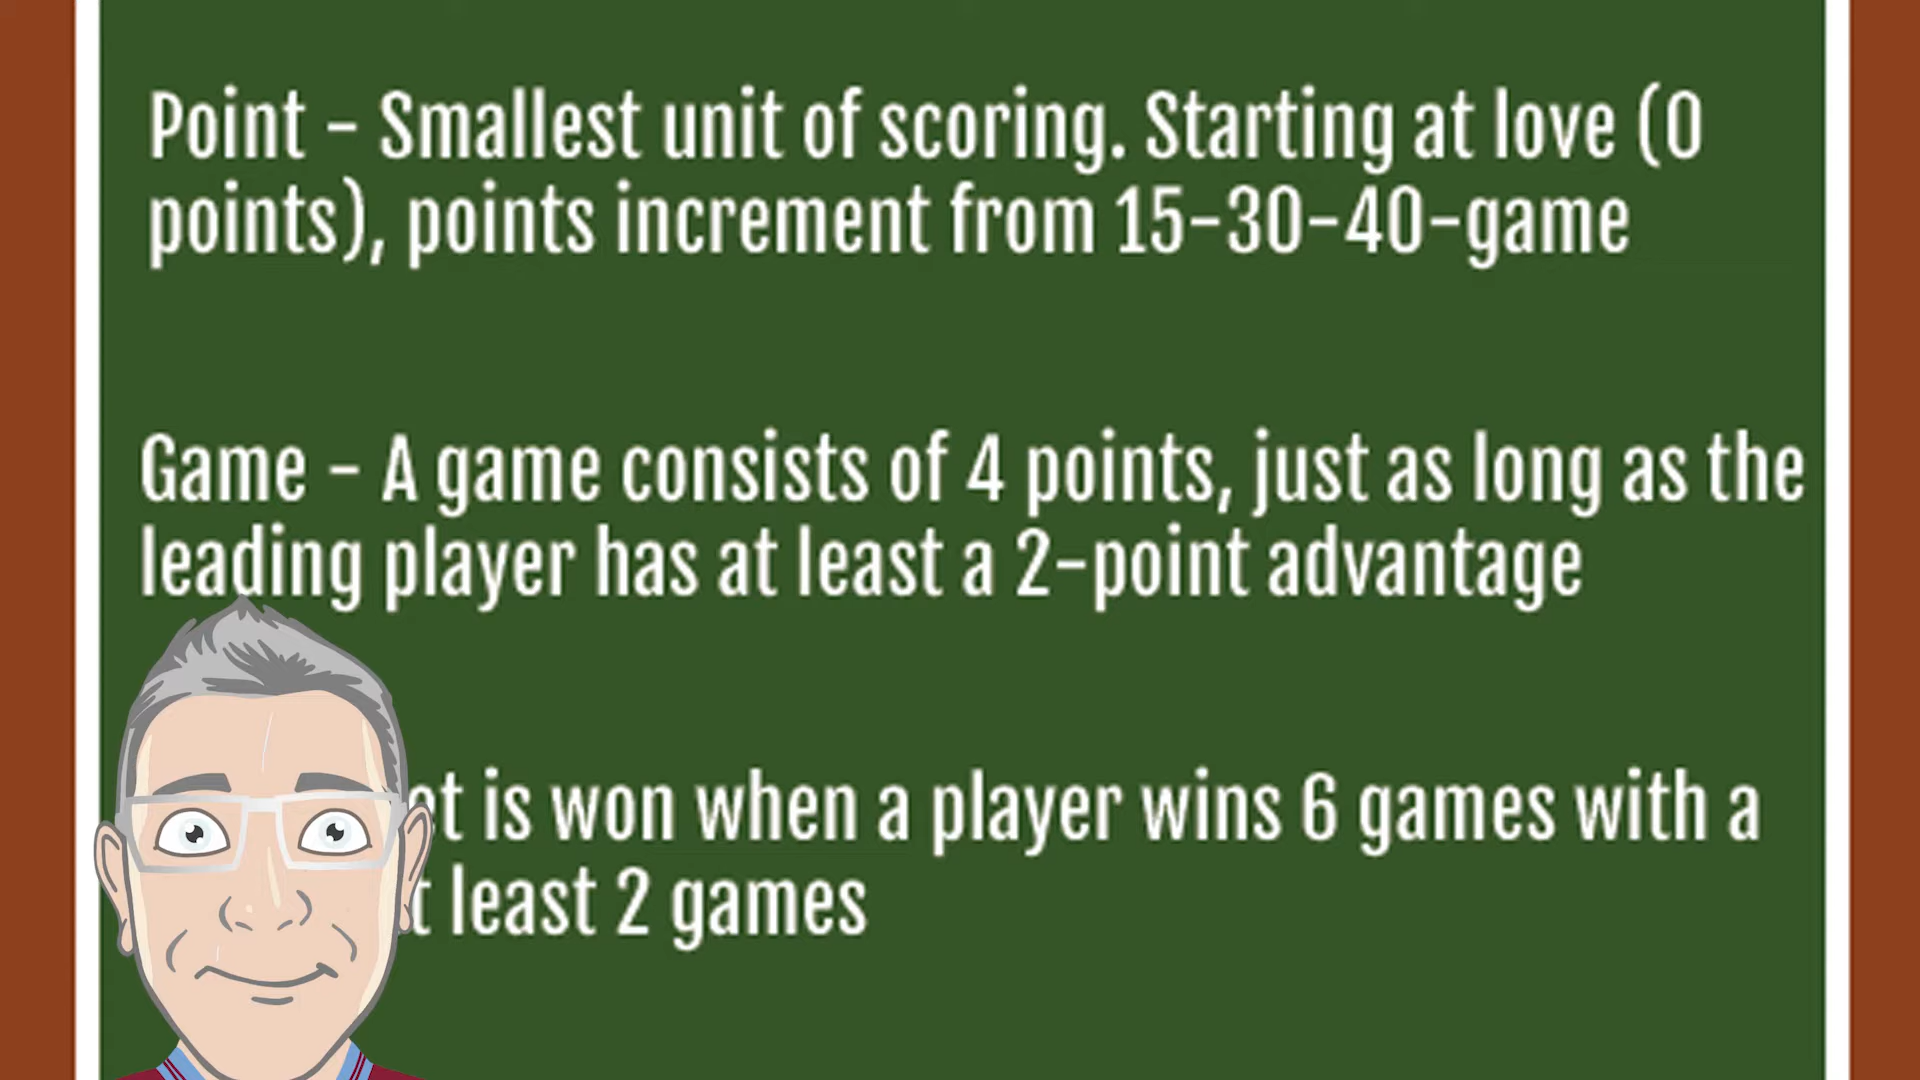 Point - Smallest unit of scoring. Starting at love (0
points), points increment from 15-30-40-game
Game - A game consists of 4 points, just as long as the
leading player has at least a 2-point advantage
is won when a player wins 6 games with a
least 2 games